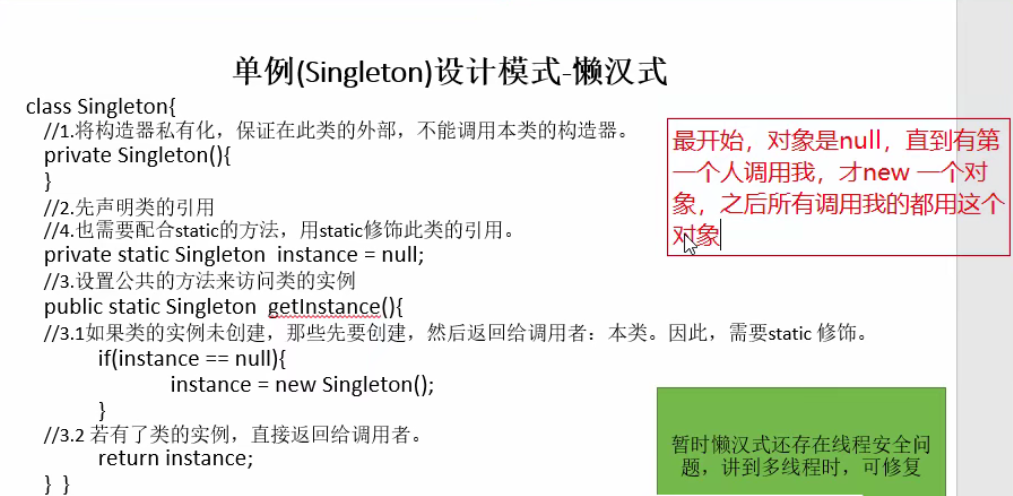 单例(Singleton)设计模式-懒汉式
class Singleton{
//1.将构造器私有化，保证在此类的外部，不能调用本类的构造器。
private Singleton(){
}
//2.先声明类的引用
//4.也需要配合static的方法，用static修饰此类的引用。
private static Singleton instance = null;
//3.设置公共的方法来访问类的实例
public static Singleton getInstance(){
//3.1如果类的实例未创建，那些先要创建，然后返回给调用者：本类。因此，需要static 修饰。
if(instance == null){
instance = new Singleton();
}
//3.2 若有了类的实例，直接返回给调用者。
return instance;
} }
最开始，对象是null，直到有第
一个人调用我，才new 一个对
象，之后所有调用我的都用这个
对象
暂时懒汉式还存在线程安全问
题，讲到多线程时，可修复